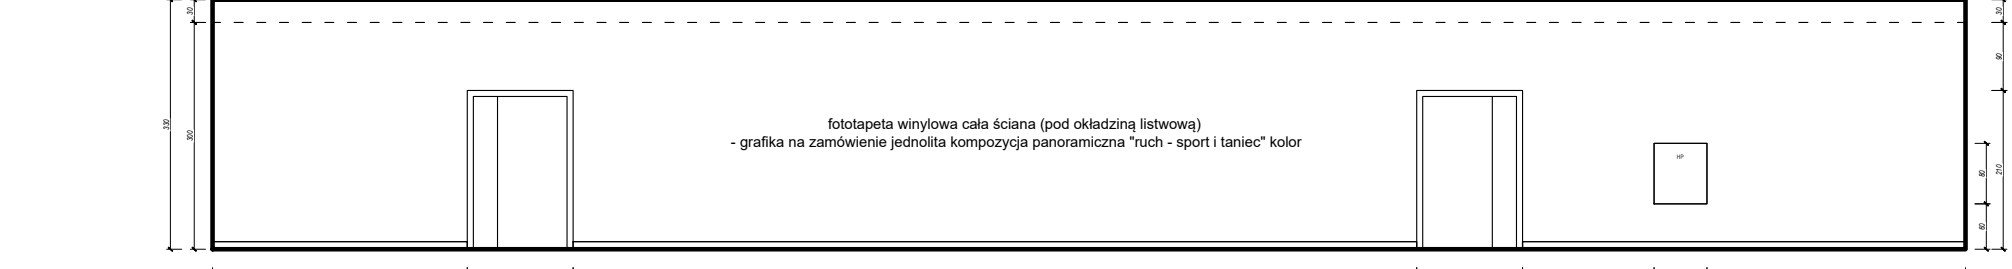 30
30
90
fototapeta winylowa cała ściana (pod okładziną listwową)
330
300
- grafika na zamówienie jednolita kompozycja panoramiczna "ruch - sport i taniec" kolor
HP
80
210
60